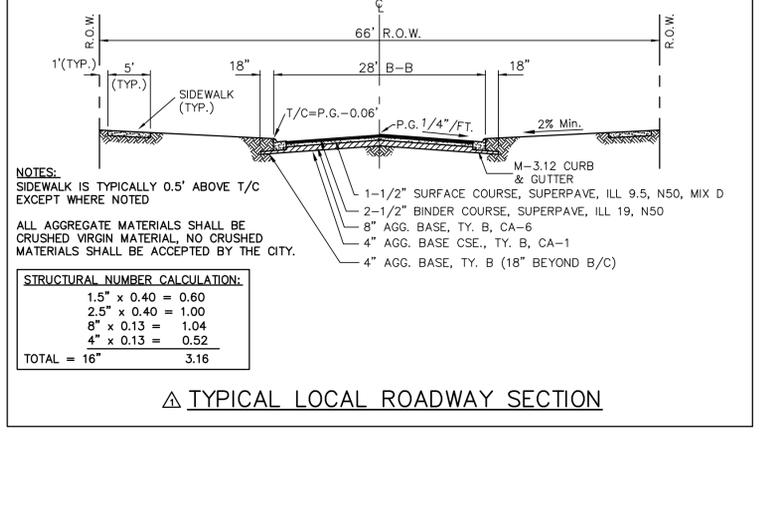 ℄
R.O.W.
66' R.O.W.
R.O.W.
1'(TYP.)
5'
(TYP.)
18"
28' B-B
18"
SIDEWALK
(TYP.)
T/C=P.G.-0.06'
P.G.
1/4"/FT.
2% Min.
M-3.12 CURB
& GUTTER
NOTES:
SIDEWALK IS TYPICALLY 0.5' ABOVE T/C
EXCEPT WHERE NOTED
ALL AGGREGATE MATERIALS SHALL BE
CRUSHED VIRGIN MATERIAL, NO CRUSHED
MATERIALS SHALL BE ACCEPTED BY THE CITY.
1-1/2" SURFACE COURSE, SUPERPAVE, ILL 9.5, N50, MIX D
2-1/2" BINDER COURSE, SUPERPAVE, ILL 19, N50
8" AGG. BASE, TY. B, CA-6
4" AGG. BASE CSE., TY. B, CA-1
4" AGG. BASE, TY. B (18" BEYOND B/C)
STRUCTURAL NUMBER CALCULATION:
1.5" x 0.40 = 0.60
2.5" x 0.40 = 1.00
8" x 0.13 = 1.04
4" x 0.13 = 0.52
TOTAL = 16" 3.16
1 TYPICAL LOCAL ROADWAY SECTION